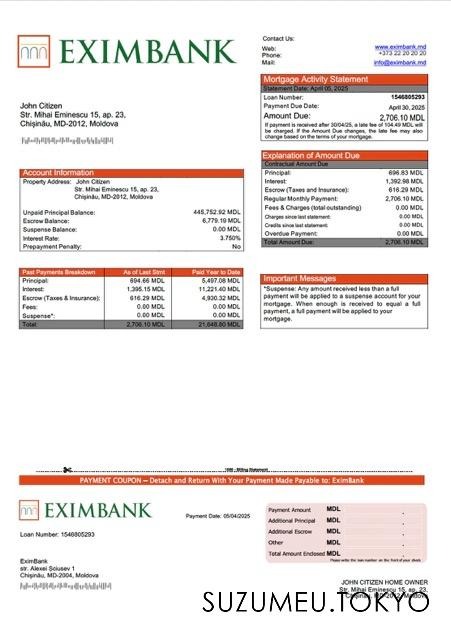 EXIMBANK
Contact Us:
Web: www.eximbank.md
Phone: +373 22 20 20 20
Mail: info@eximbank.md
Mortgage Activity Statement
Statement Date: April 05, 2025
Loan Number: 1546805293
Payment Due Date: April 30, 2025
Amount Due: 2,706.10 MDL
If payment is received after 30/04/25, a late fee of 104.49 MDL will
be charged. If the Amount Due changes, the late fee may also
change based on the terms of your mortgage.
John Citizen
Str. Mihai Eminescu 15, ap. 23,
Chișinău, MD-2012, Moldova
Explanation of Amount Due
Contractual Amount Due
Principal: 696.83 MDL
Interest: 1,392.98 MDL
Escrow (Taxes and Insurance): 616.29 MDL
Regular Monthly Payment: 2,706.10 MDL
Fees & Charges (total outstanding) 0.00 MDL
Charges since last statement: 0.00 MDL
Credits since last statement: 0.00 MDL
Overdue Payment: 0.00 MDL
Total Amount Due: 2,706.10 MDL
Account Information
Property Address: John Citizen
Str. Mihai Eminescu 15, ap. 23,
Chișinău, MD-2012, Moldova
Unpaid Principal Balance: 445,752.92 MDL
Escrow Balance: 6,779.19 MDL
Suspense Balance: 0.00 MDL
Interest Rate: 3.750%
Prepayment Penalty: No
Past Payments Breakdown As of Last Stmt Paid Year to Date
Principal: 694.66 MDL 5,497.08 MDL
Interest: 1,395.15 MDL 11,221.40 MDL
Escrow (Taxes & Insurance): 616.29 MDL 4,930.32 MDL
Fees: 0.00 MDL 0.00 MDL
Suspense*: 0.00 MDL 0.00 MDL
Total: 2,706.10 MDL 21,648.80 MDL
Important Messages
*Suspense: Any amount received less than a full
payment will be applied to a suspense account for your
mortgage. When enough is received to equal a full
payment, a full payment will be applied to your
mortgage.
PAYMENT COUPON – Detach and Return With Your Payment Made Payable to: EximBank
EXIMBANK
Payment Date: 05/04/2025
Loan Number: 1546805293
Payment Amount MDL .
Additional Principal MDL .
Additional Escrow MDL .
Other MDL .
Total Amount Enclosed MDL .
Please write the loan number on the front of your check
EximBank
str. Alexei Șciusev 1
Chișinău, MD-2004, Moldova
JOHN CITIZEN HOME OWNER
Str. Mihai Eminescu 15, ap. 23,
SUZUMEU.TOKYO